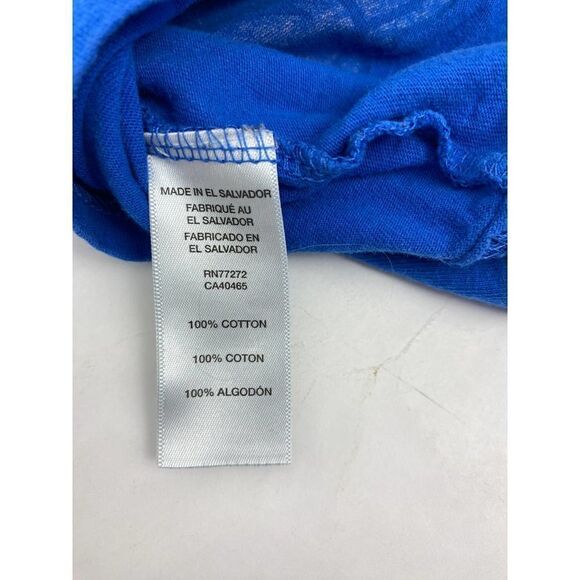 MADE IN EL SALVADOR
FABRIQUÉ AU
EL SALVADOR
FABRICADO EN
EL SALVADOR
RN77272
CA40465
100% COTTON
100% COTON
100% ALGODÓN